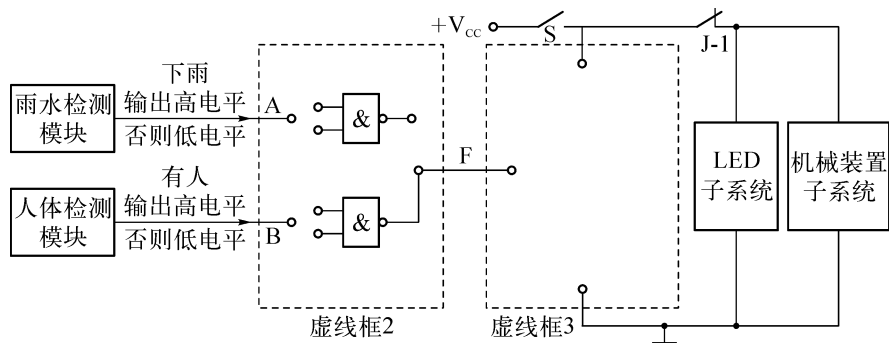 +V_CC
S
J-1
下雨
雨水检测
模块
输出高电平
否则低电平
A
&
F
LED
子系统
机械装置
子系统
有人
人体检测
模块
输出高电平
否则低电平
B
&
虚线框2
虚线框3